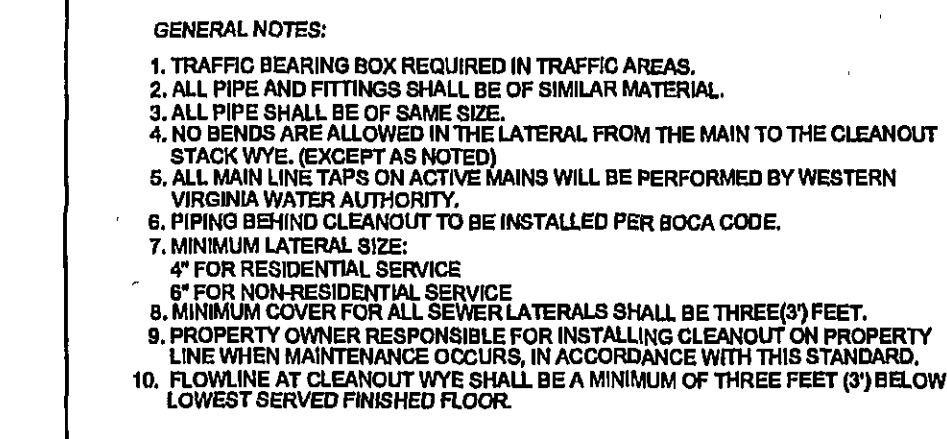 GENERAL NOTES:
1. TRAFFIC BEARING BOX REQUIRED IN TRAFFIC AREAS.
2. ALL PIPE AND FITTINGS SHALL BE OF SIMILAR MATERIAL.
3. ALL PIPE SHALL BE OF SAME SIZE.
4. NO BENDS ARE ALLOWED IN THE LATERAL FROM THE MAIN TO THE CLEANOUT
STACK WYE. (EXCEPT AS NOTED)
5. ALL MAIN LINE TAPS ON ACTIVE MAINS WILL BE PERFORMED BY WESTERN
VIRGINIA WATER AUTHORITY.
6. PIPING BEHIND CLEANOUT TO BE INSTALLED PER BOCA CODE.
7. MINIMUM LATERAL SIZE:
4" FOR RESIDENTIAL SERVICE
6" FOR NON-RESIDENTIAL SERVICE
8. MINIMUM COVER FOR ALL SEWER LATERALS SHALL BE THREE(3') FEET.
9. PROPERTY OWNER RESPONSIBLE FOR INSTALLING CLEANOUT ON PROPERTY
LINE WHEN MAINTENANCE OCCURS, IN ACCORDANCE WITH THIS STANDARD.
10. FLOWLINE AT CLEANOUT WYE SHALL BE A MINIMUM OF THREE FEET (3') BELOW
LOWEST SERVED FINISHED FLOOR.